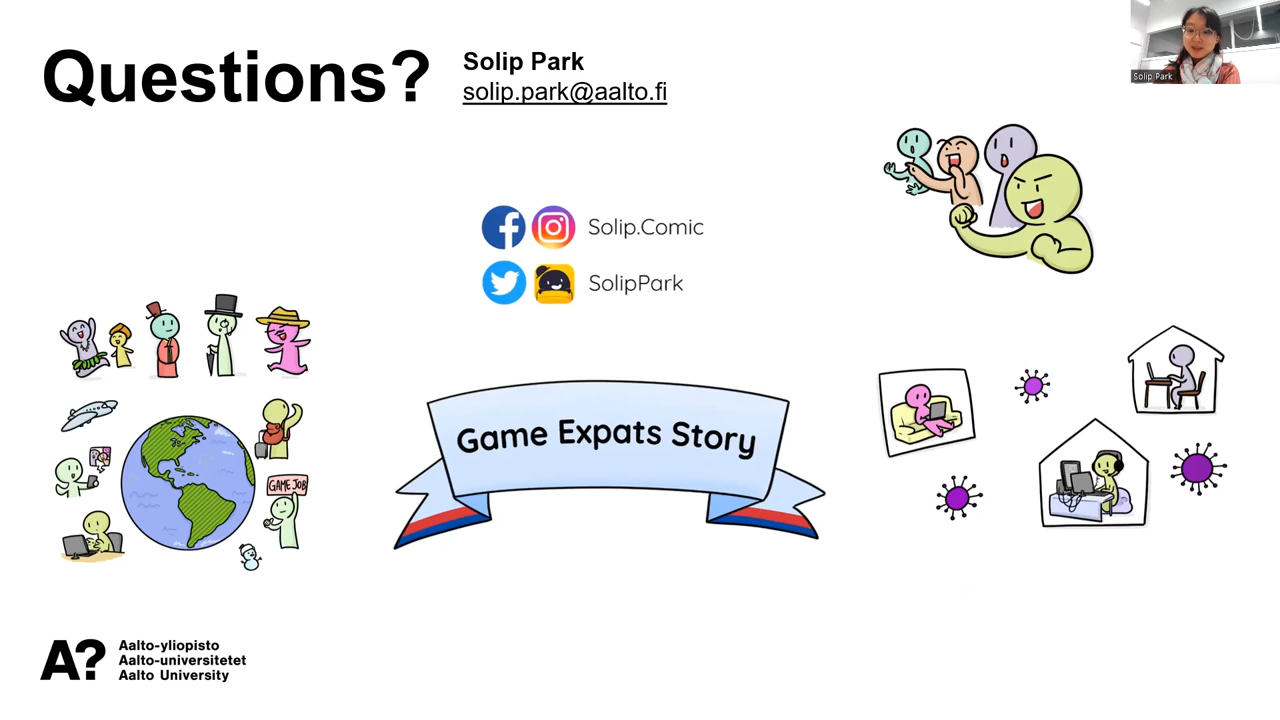 Questions?
Solip Park
solip.park@aalto.fi
Solip Park
Solip.Comic
SolipPark
GAME JOB
Game Expats Story
A?
Aalto-yliopisto
Aalto-universitetet
Aalto University